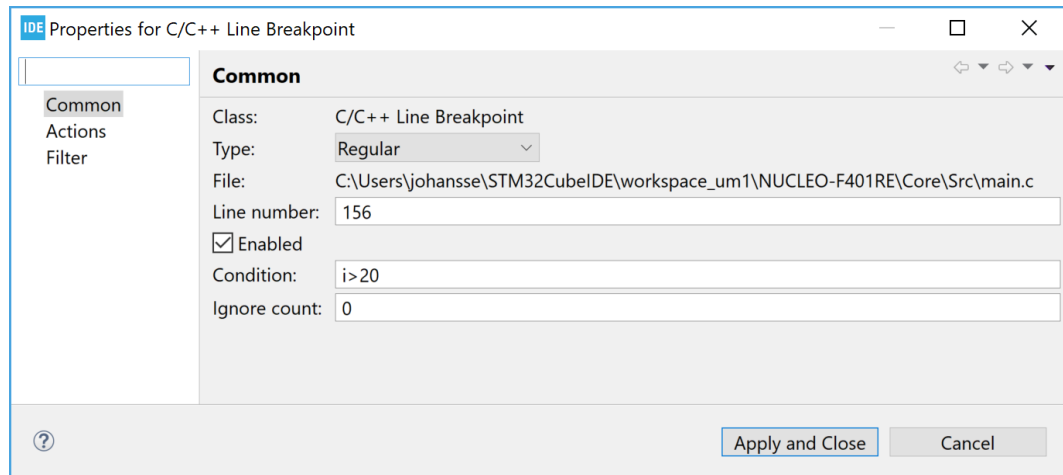 IDE Properties for C/C++ Line Breakpoint
Common
Actions
Filter
Common
Class: C/C++ Line Breakpoint
Type: Regular
File: C:\Users\johansse\STM32CubeIDE\workspace_um1\NUCLEO-F401RE\Core\Src\main.c
Line number: 156
Enabled
Condition: i>20
Ignore count: 0
?
Apply and Close Cancel